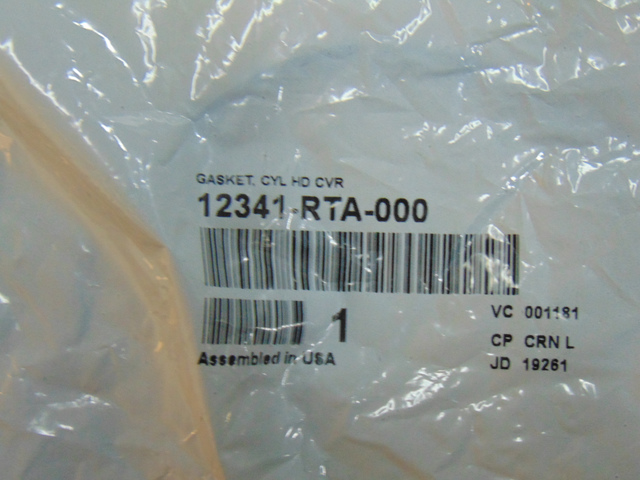 GASKET, CYL HD CVR
12341-RTA-000
1
Assembled in USA
VC 001181
CP CRN L
JD 19261